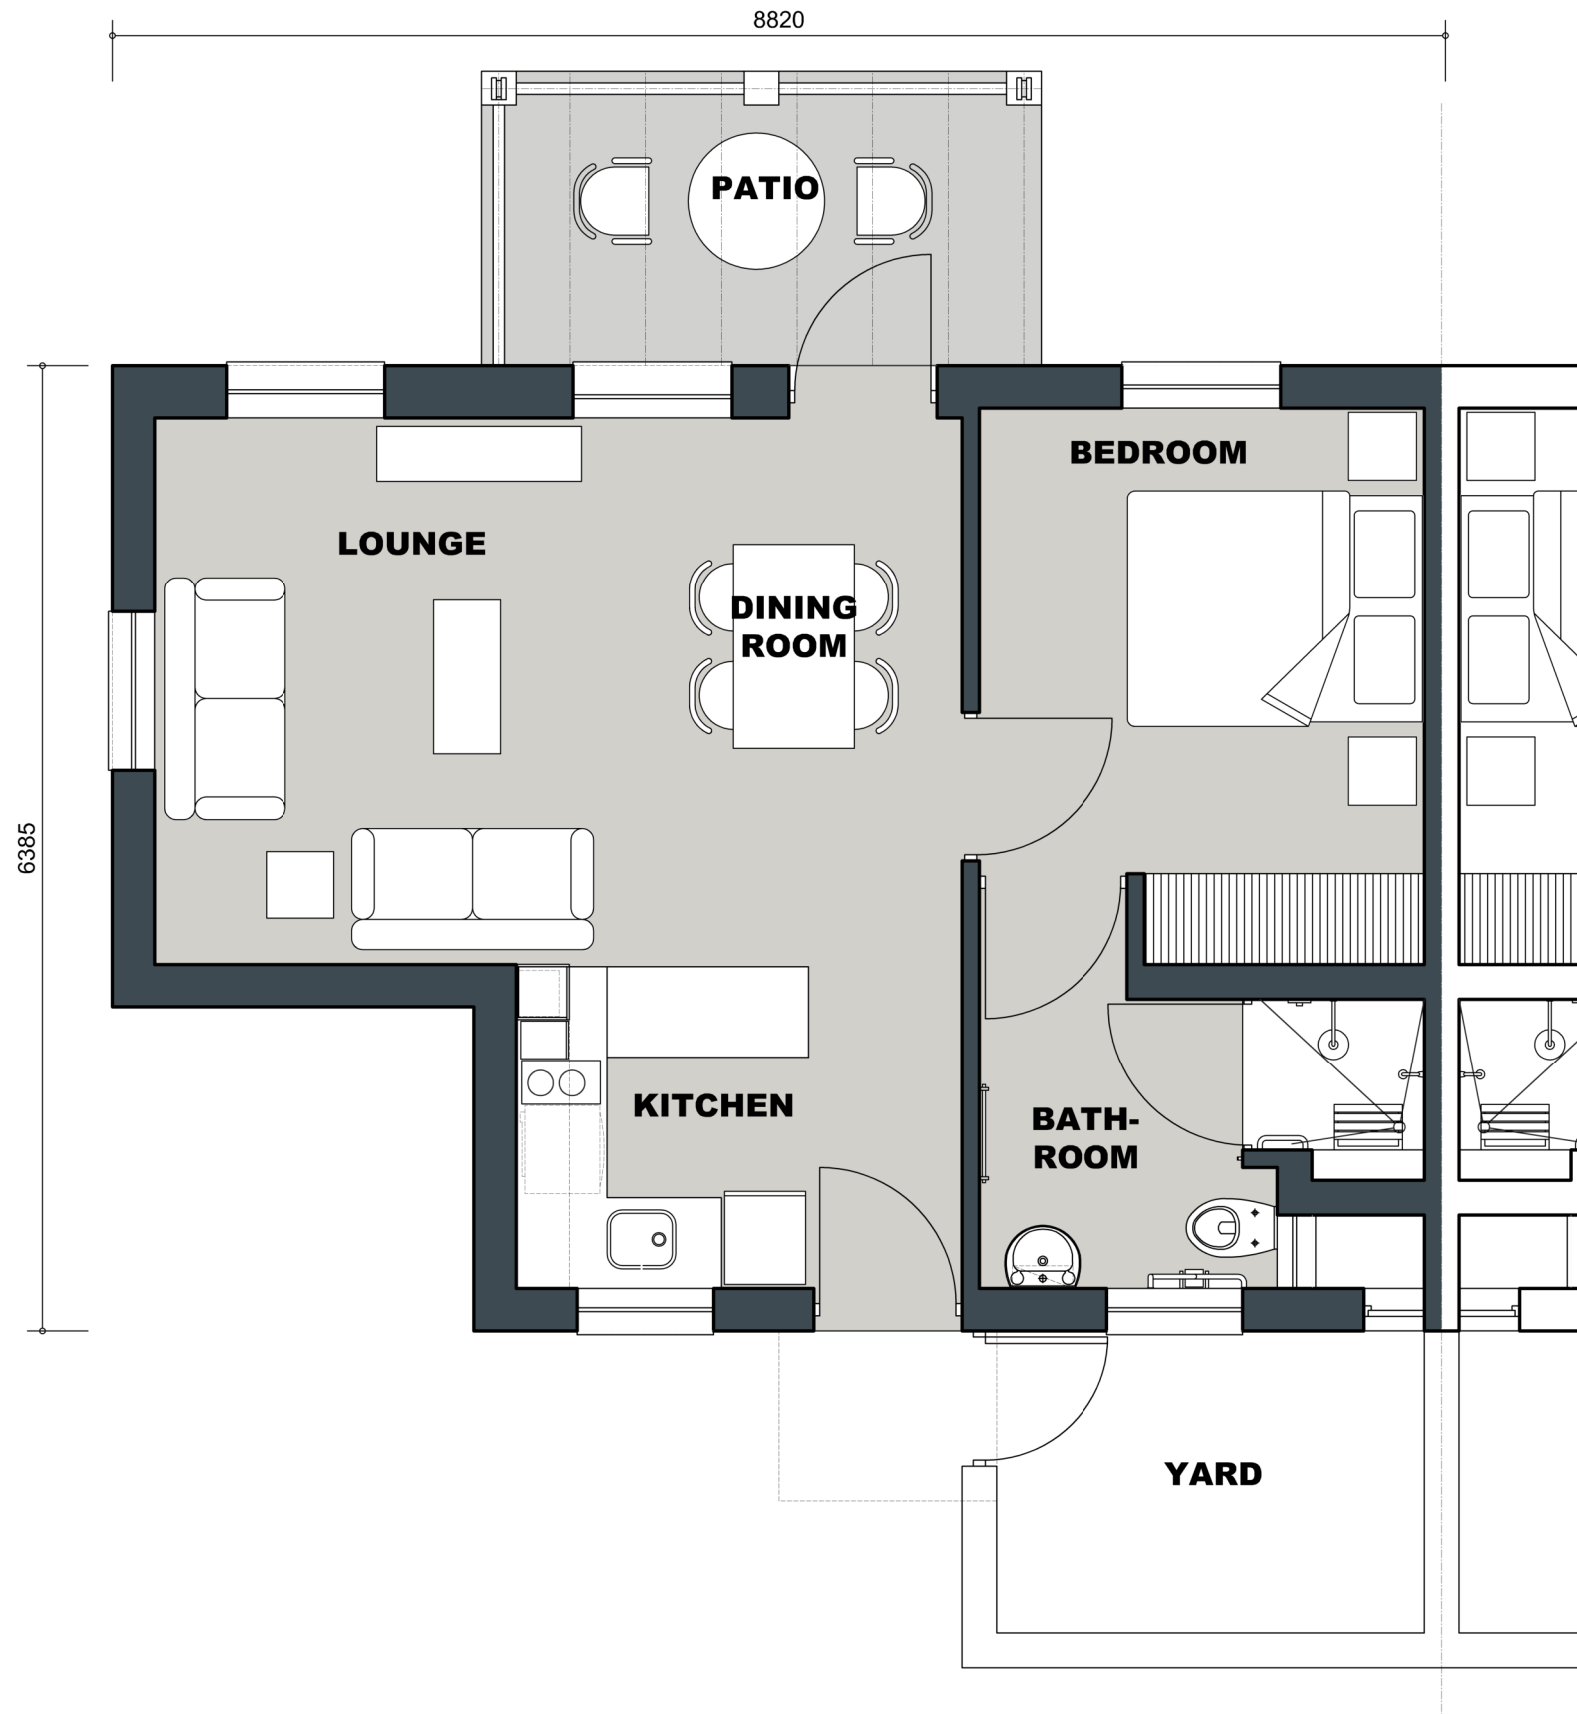 8820
PATIO
BEDROOM
LOUNGE
DINING
ROOM
6385
KITCHEN
BATH-
ROOM
YARD